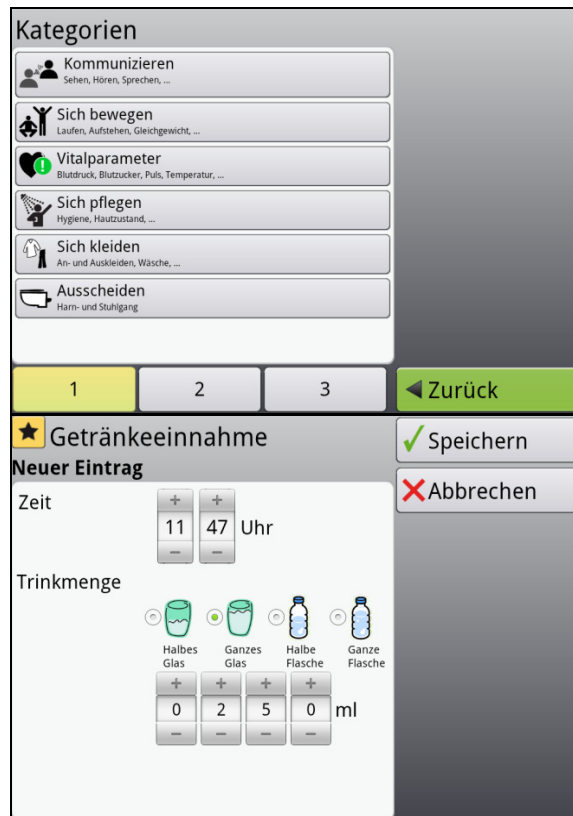 Kategorien
Kommunizieren
Sehen, Hören, Sprechen, ...
Sich bewegen
Laufen, Aufstehen, Gleichgewicht, ...
Vitalparameter
Blutdruck, Blutzucker, Puls, Temperatur, ...
Sich pflegen
Hygiene, Hautzustand, ...
Sich kleiden
An- und Auskleiden, Wäsche, ...
Ausscheiden
Harn- und Stuhlgang
1 2 3 Zurück
Getränkeeinnahme
Speichern
Neuer Eintrag
Abbrechen
Zeit
+ +
11 47 Uhr
− −
Trinkmenge
Halbes Glas
Ganzes Glas
Halbe Flasche
Ganze Flasche
+ + + +
0 2 5 0 ml
− − − −